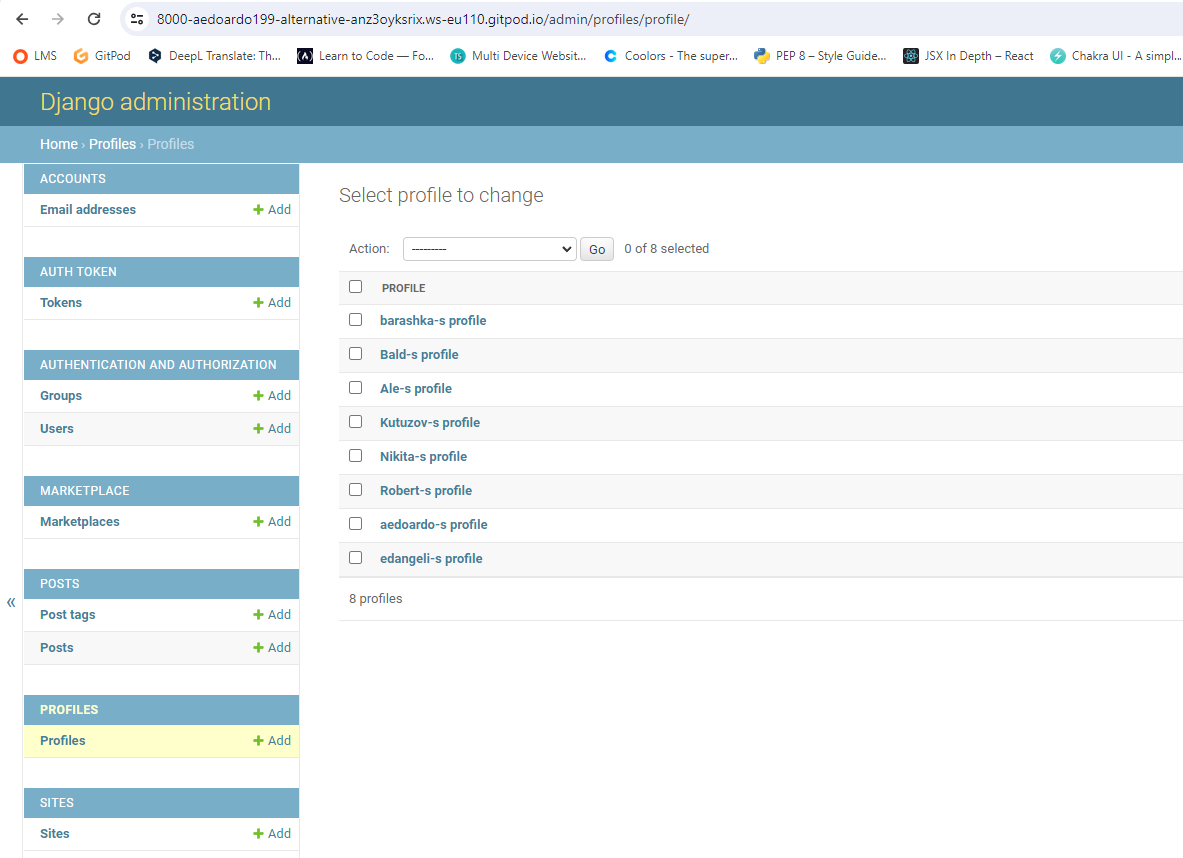 8000-aedoardo199-alternative-anz3oyksrix.ws-eu110.gitpod.io/admin/profiles/profile/
LMS GitPod DeepL Translate: Th... Learn to Code — Fo... TS Multi Device Websit... Coolors - The super... PEP 8 – Style Guide... JSX In Depth – React Chakra UI - A simpl...
Django administration
Home › Profiles › Profiles
ACCOUNTS
Email addresses + Add
AUTH TOKEN
Tokens + Add
AUTHENTICATION AND AUTHORIZATION
Groups + Add
Users + Add
MARKETPLACE
Marketplaces + Add
POSTS
Post tags + Add
Posts + Add
PROFILES
Profiles + Add
SITES
Sites + Add
«
Select profile to change
Action: --------- Go 0 of 8 selected
PROFILE
barashka-s profile
Bald-s profile
Ale-s profile
Kutuzov-s profile
Nikita-s profile
Robert-s profile
aedoardo-s profile
edangeli-s profile
8 profiles